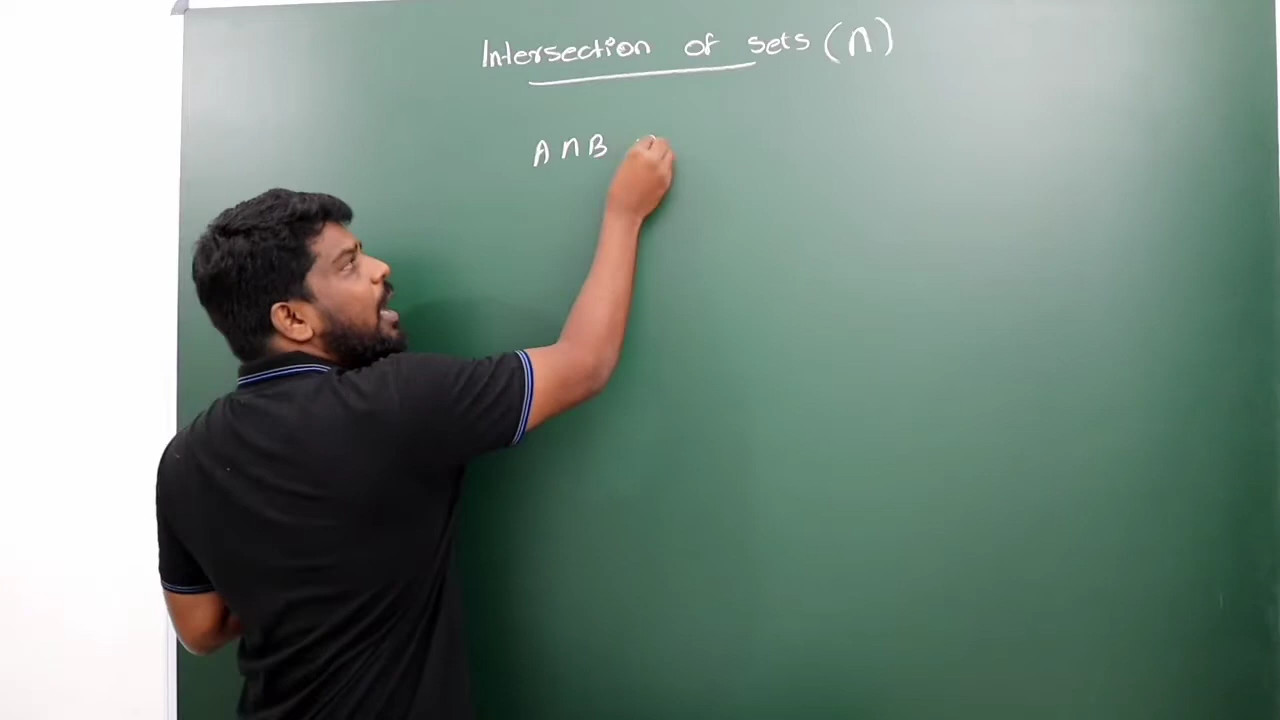 Intersection of sets (∩)
A ∩ B